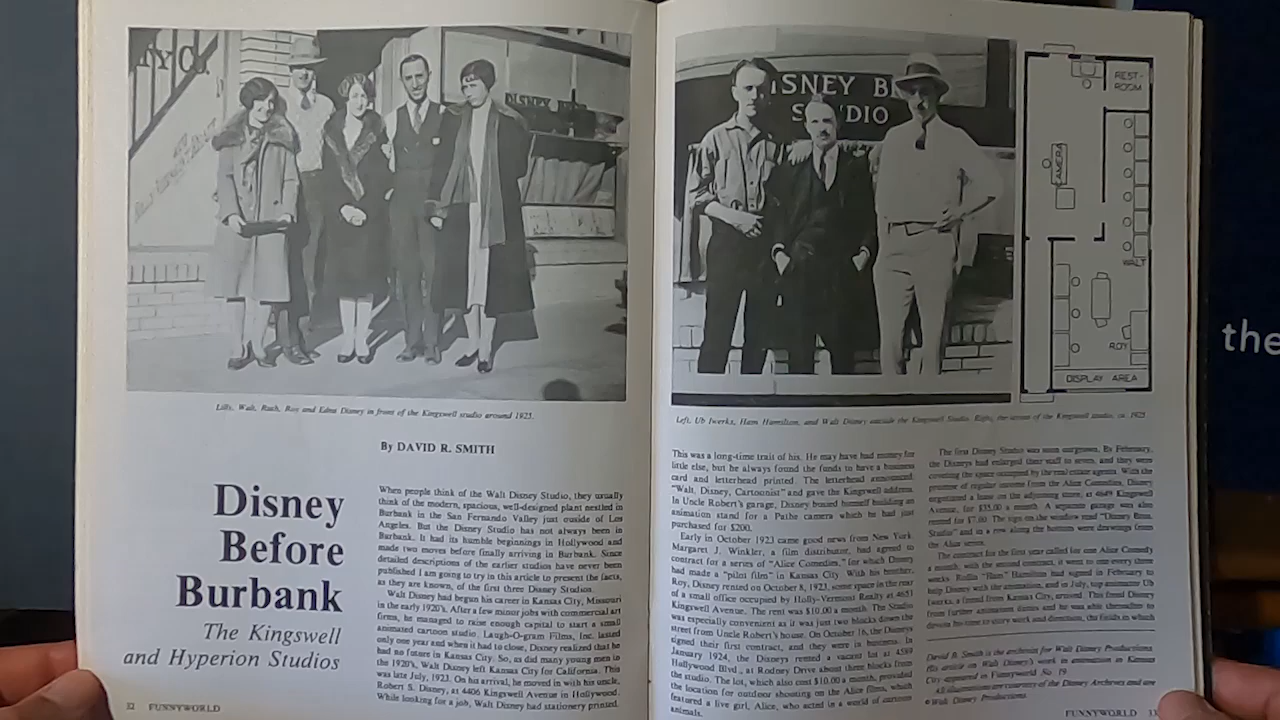 TY CO.
DISNEY BROS
Lilly, Walt, Ruth, Roy and Edna Disney in front of the Kingswell studio around 1923.
By DAVID R. SMITH
Disney
Before
Burbank
The Kingswell
and Hyperion Studios
When people think of the Walt Disney Studio, they usually
think of the modern, spacious, well-designed plant nestled in
Burbank in the San Fernando Valley just ouside of Los
Angeles. But the Disney Studio has not always been in
Burbank. It had its humble beginnings in Hollywood and
made two moves before finally arriving in Burbank. Since
detailed descriptions of the earlier studios have never been
published I am going to try in this article to present the facts,
as they are known, of the first three Disney Studios.
Walt Disney had begun his career in Kansas City, Missouri
in the early 1920's. After a few minor jobs with commercial art
firms, he managed to raise enough capital to start a small
animated cartoon studio. Laugh-O-gram Films, Inc. lasted
only one year and when it had to close, Disney realized that he
had no future in Kansas City. So, as did many young men in
the 1920's, Walt Disney left Kansas City for California. This
was late July, 1923. On his arrival, he moved in with his uncle,
Robert S. Disney, at 4406 Kingswell Avenue in Hollywood.
While looking for a job, Walt Disney had stationery printed.
32 FUNNYWORLD
ISNEY B
S DIO
REST-
ROOM
CAMERA
WALT
ROY
DISPLAY AREA
Left, Ub Iwerks, Ham Hamilton, and Walt Disney outside the Kingswell Studio. Right, the layout of the Kingswell studio, ca. 1925
This was a long-time trait of his. He may have had money for
little else, but he always found the funds to have a business
card and letterhead printed. The letterhead announced
"Walt, Disney, Cartoonist" and gave the Kingswell address.
In Uncle Robert's garage, Disney busied himself building an
animation stand for a Pathe camera which he had just
purchased for $200.
Early in October 1923 came good news from New York.
Margaret J. Winkler, a film distributor, had agreed to
contract for a series of "Alice Comedies," for which Disney
had made a "pilot film" in Kansas City. With his brother,
Roy, Disney rented on October 8, 1923, some space in the rear
of a small office occupied by Holly-Vermont Realty at 4651
Kingswell Avenue. The rent was $10.00 a month. The Studio
was especially convenient as it was just two blocks down the
street from Uncle Robert's house. On October 16, the Disneys
signed their first contract, and they were in business. In
January 1924, the Disneys rented a vacant lot at 4589
Hollywood Blvd., at Rodney Drive about three blocks from
the studio. The lot, which also cost $10.00 a month, provided
the location for outdoor shooting on the Alice films, which
featured a live girl, Alice, who acted in a world of curious
animals.
The first Disney Studio was soon outgrown. By February,
the Disneys had enlarged their staff to seven, and they were
coveting the space occupied by the real estate agents. With the
promise of regular income from the Alice Comedies, Disney
negotiated a lease on the adjoining store, at 4649 Kingswell
Avenue, for $35.00 a month. A separate garage was also
rented for $7.00. The sign on the window read "Disney Bros.
Studio" and in a row along the bottom were drawings from
the Alice series.
The contract for the first year called for one Alice Comedy
a month, with the second contract, it went to one every three
weeks. Rollin "Ham" Hamilton had signed in February to
help Disney with the animation, and in July, top animator Ub
Iwerks, a friend from Kansas City, arrived. This freed Disney
from further animation duties and he was able thereafter to
devote his time to story work and direction, the fields in which
David R. Smith is the archivist for Walt Disney Productions.
His article on Walt Disney's work in animation in Kansas
City appeared in Funnyworld No. 19.
All illustrations are courtesy of the Disney Archives and are
©Walt Disney Productions.
FUNNYWORLD 33
the